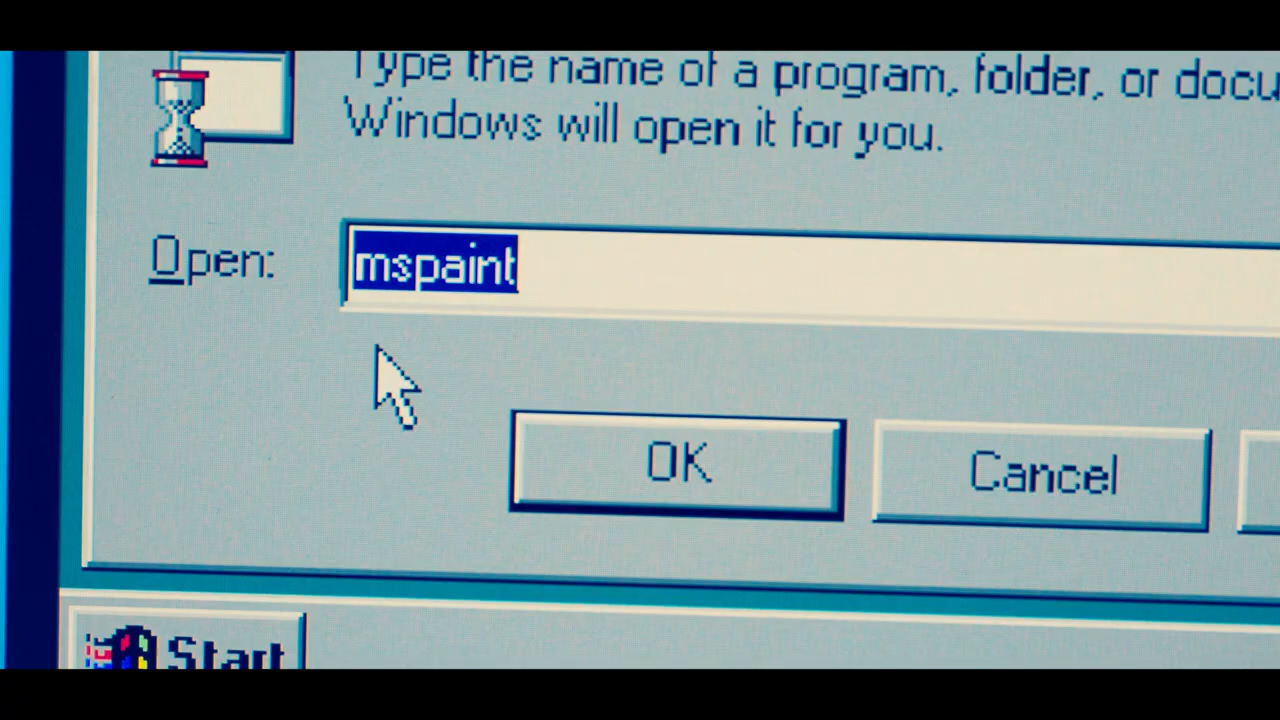 Type the name of a program, folder, or docu
Windows will open it for you.
Open:
mspaint
OK
Cancel
Start